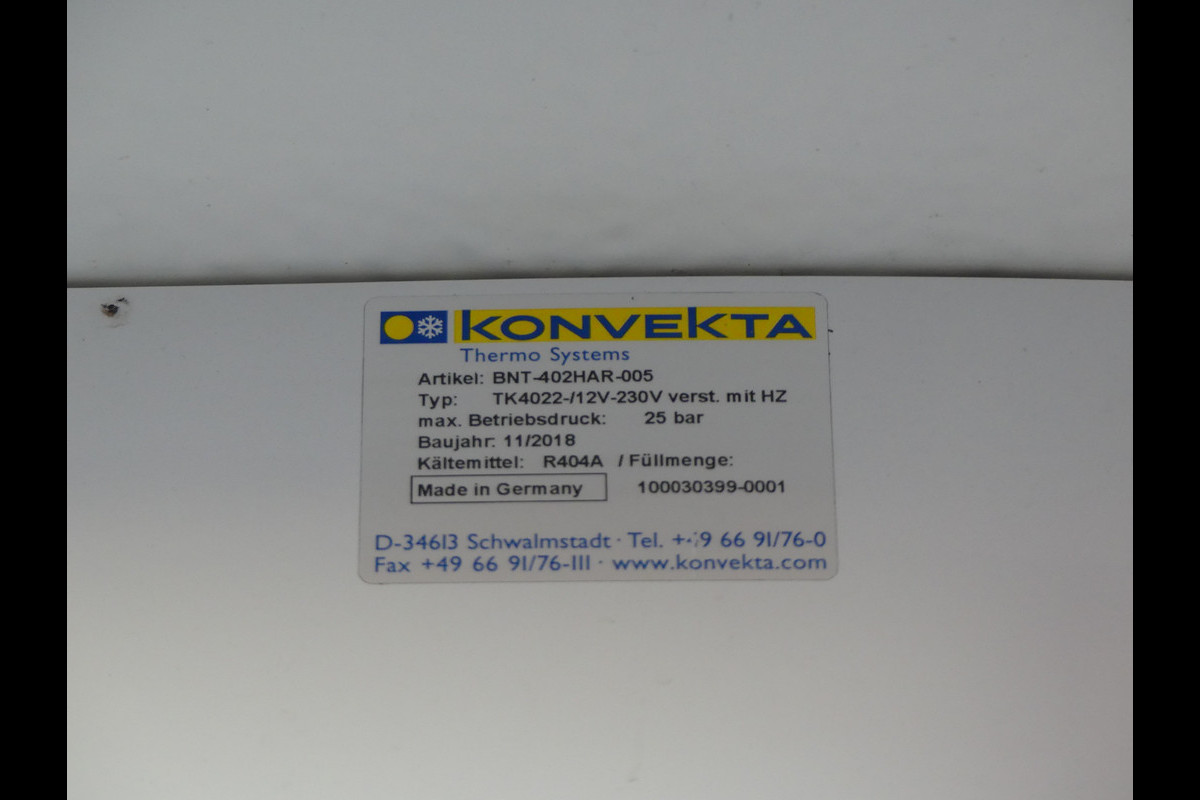 KONVEKTA
Thermo Systems
Artikel: BNT-402HAR-005
Typ: TK4022-/12V-230V verst. mit HZ
max. Betriebsdruck: 25 bar
Baujahr: 11/2018
Kältemittel: R404A / Füllmenge:
Made in Germany 100030399-0001
D-34613 Schwalmstadt · Tel. +49 66 91/76-0
Fax +49 66 91/76-111 · www.konvekta.com